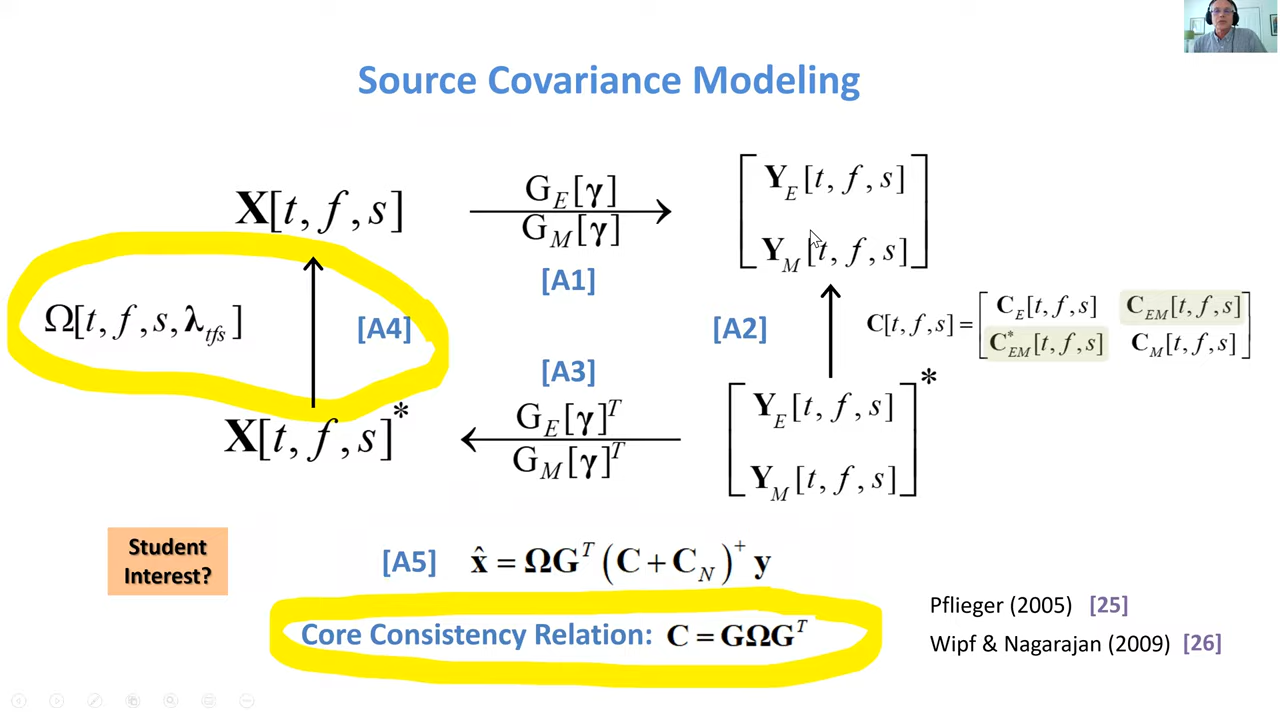 Source Covariance Modeling
X[t, f, s]
G_E[γ]
G_M[γ]
[A1]
Y_E[t, f, s]
Y_M[t, f, s]
Ω[t, f, s, λ_tfs]
[A4]
[A2]
C[t, f, s] = [ C_E[t, f, s] C_EM[t, f, s]
C*_EM[t, f, s] C_M[t, f, s] ]
[A3]
X[t, f, s]*
G_E[γ]^T
G_M[γ]^T
Y_E[t, f, s]
Y_M[t, f, s]
*
Student
Interest?
[A5] x̂ = ΩG^T (C + C_N)^+ y
Core Consistency Relation: C = GΩG^T
Pflieger (2005) [25]
Wipf & Nagarajan (2009) [26]